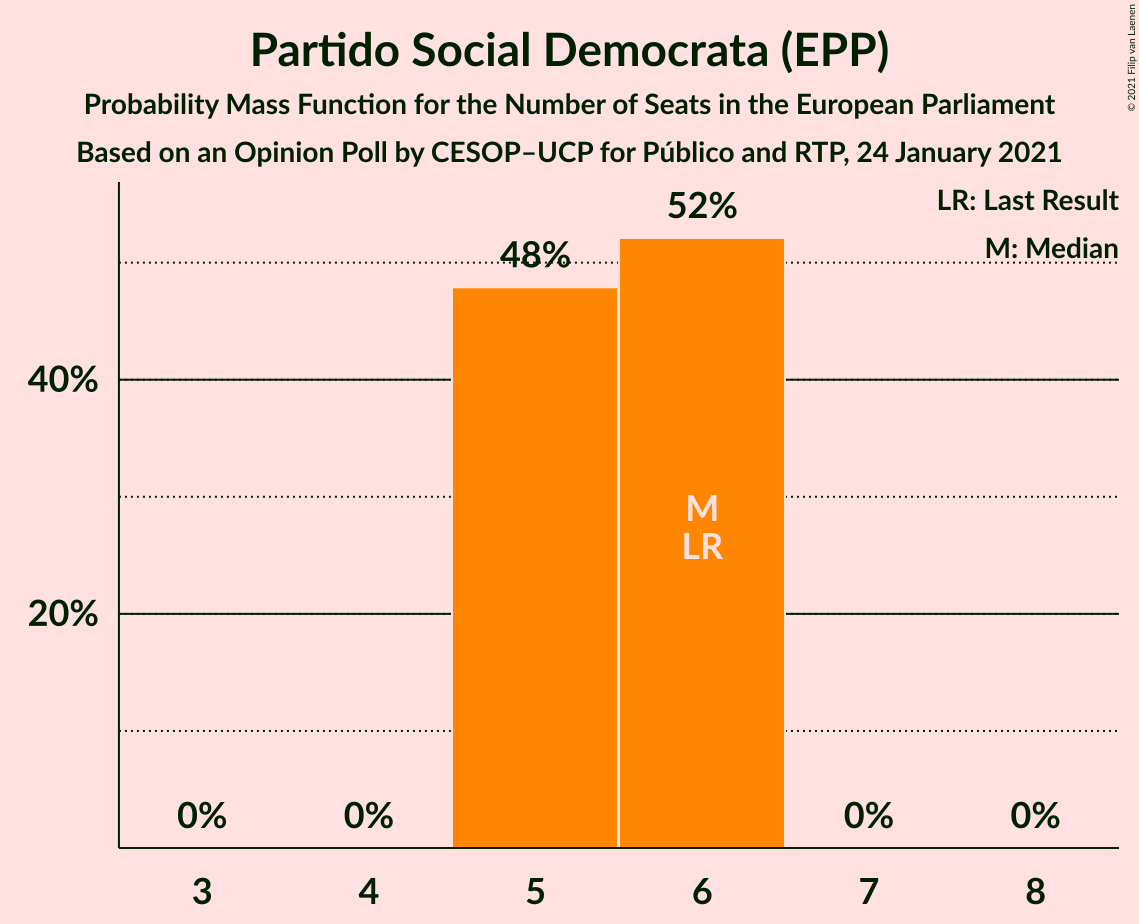 Partido Social Democrata (EPP)
Probability Mass Function for the Number of Seats in the European Parliament
Based on an Opinion Poll by CESOP–UCP for Público and RTP, 24 January 2021
© 2021 Filip van Laenen
LR: Last Result
M: Median
52%
48%
40%
20%
M
LR
0%
0%
0%
0%
3
4
5
6
7
8